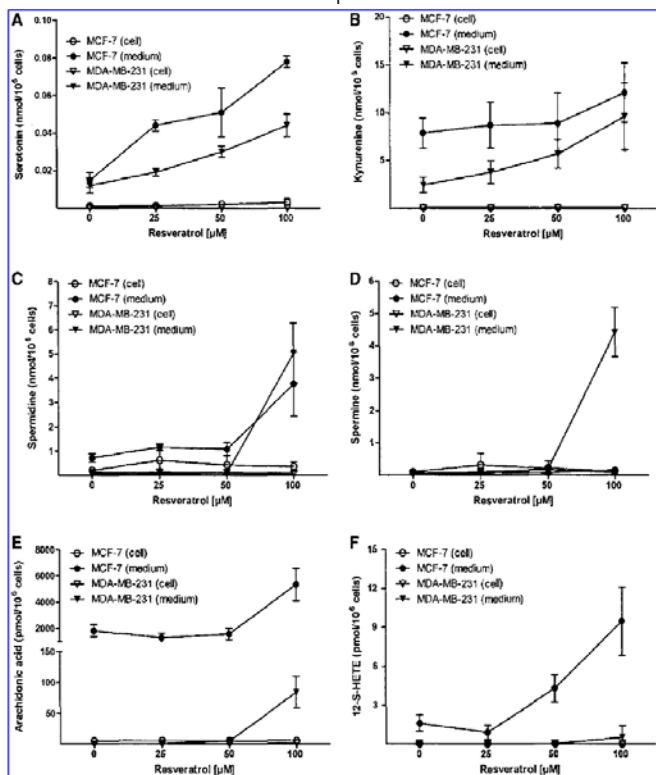 A
MCF-7 (cell)
MCF-7 (medium)
MDA-MB-231 (cell)
MDA-MB-231 (medium)
Serotonin (nmol/10⁶ cells)
0.10
0.08
0.06
0.04
0.02
0 25 50 100
Resveratrol [µM]
B
MCF-7 (cell)
MCF-7 (medium)
MDA-MB-231 (cell)
MDA-MB-231 (medium)
Kynurenine (nmol/10⁶ cells)
20
15
10
5
0 25 50 100
Resveratrol [µM]
C
MCF-7 (cell)
MCF-7 (medium)
MDA-MB-231 (cell)
MDA-MB-231 (medium)
Spermidine (nmol/10⁶ cells)
8
7
6
5
4
3
2
1
0 25 50 100
Resveratrol [µM]
D
MCF-7 (cell)
MCF-7 (medium)
MDA-MB-231 (cell)
MDA-MB-231 (medium)
Spermine (nmol/10⁶ cells)
6
5
4
3
2
1
0 25 50 100
Resveratrol [µM]
E
MCF-7 (cell)
MCF-7 (medium)
MDA-MB-231 (cell)
MDA-MB-231 (medium)
Arachidonic acid (pmol/10⁶ cells)
8000
6000
4000
2000
150
100
50
0 25 50 100
Resveratrol [µM]
F
MCF-7 (cell)
MCF-7 (medium)
MDA-MB-231 (cell)
MDA-MB-231 (medium)
12-S-HETE (pmol/10⁶ cells)
15
12
9
6
3
0 25 50 100
Resveratrol [µM]